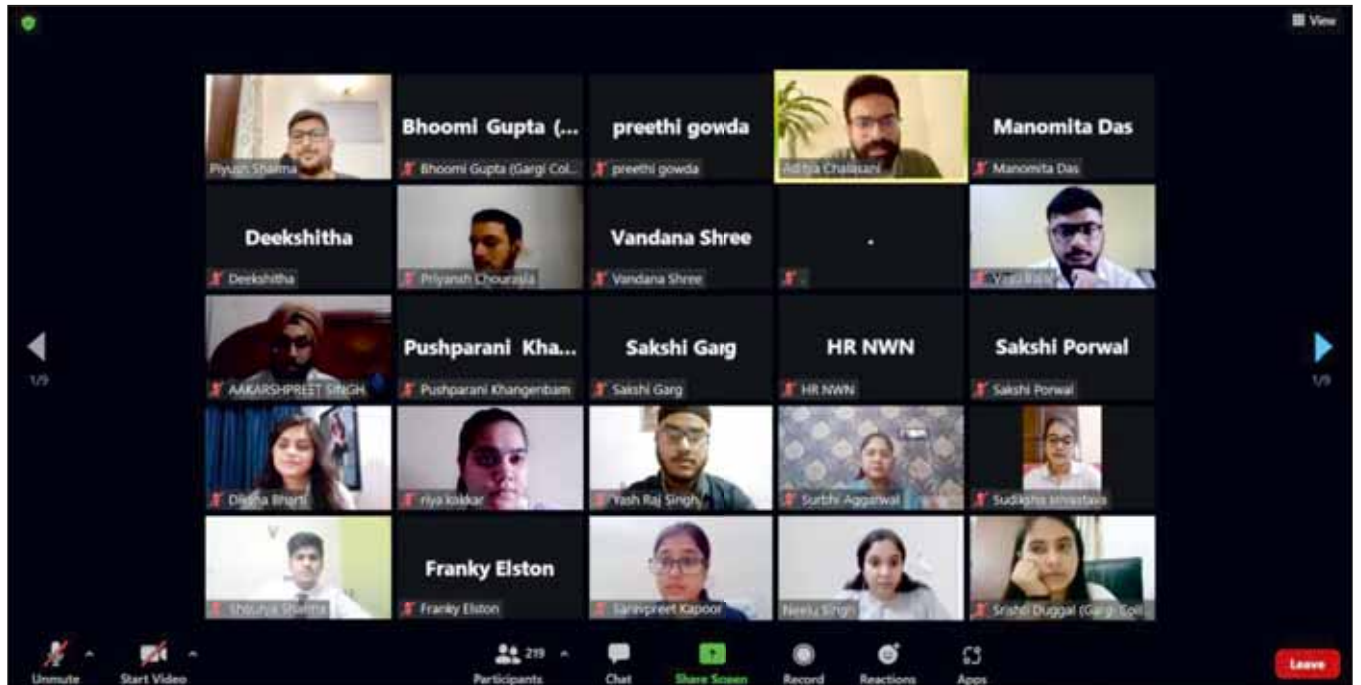 View
Piyush Sharma
Bhoomi Gupta (...
Bhoomi Gupta (Gargi Col...
preethi gowda
preethi gowda
Aditya Chalasani
Manomita Das
Manomita Das
Deekshitha
Deekshitha
Priyansh Chourasia
Vandana Shree
Vandana Shree
.
.
AAKARSHPREET SINGH
Pushparani Kha...
Pushparani Khangenbam
Sakshi Garg
Sakshi Garg
HR NWN
HR NWN
Sakshi Porwal
Sakshi Porwal
1/9
1/9
Diksha Bharti
riya kakkar
Yash Raj Singh
Surbhi Aggarwal
Sudiksha
Shourya Sharma
Franky Elston
Franky Elston
Kapoor
Neelu Singh
Srishti Duggal (Gargi Coll...
Unmute
Start Video
219
Participants
Chat
Share Screen
Record
Reactions
Apps
Leave